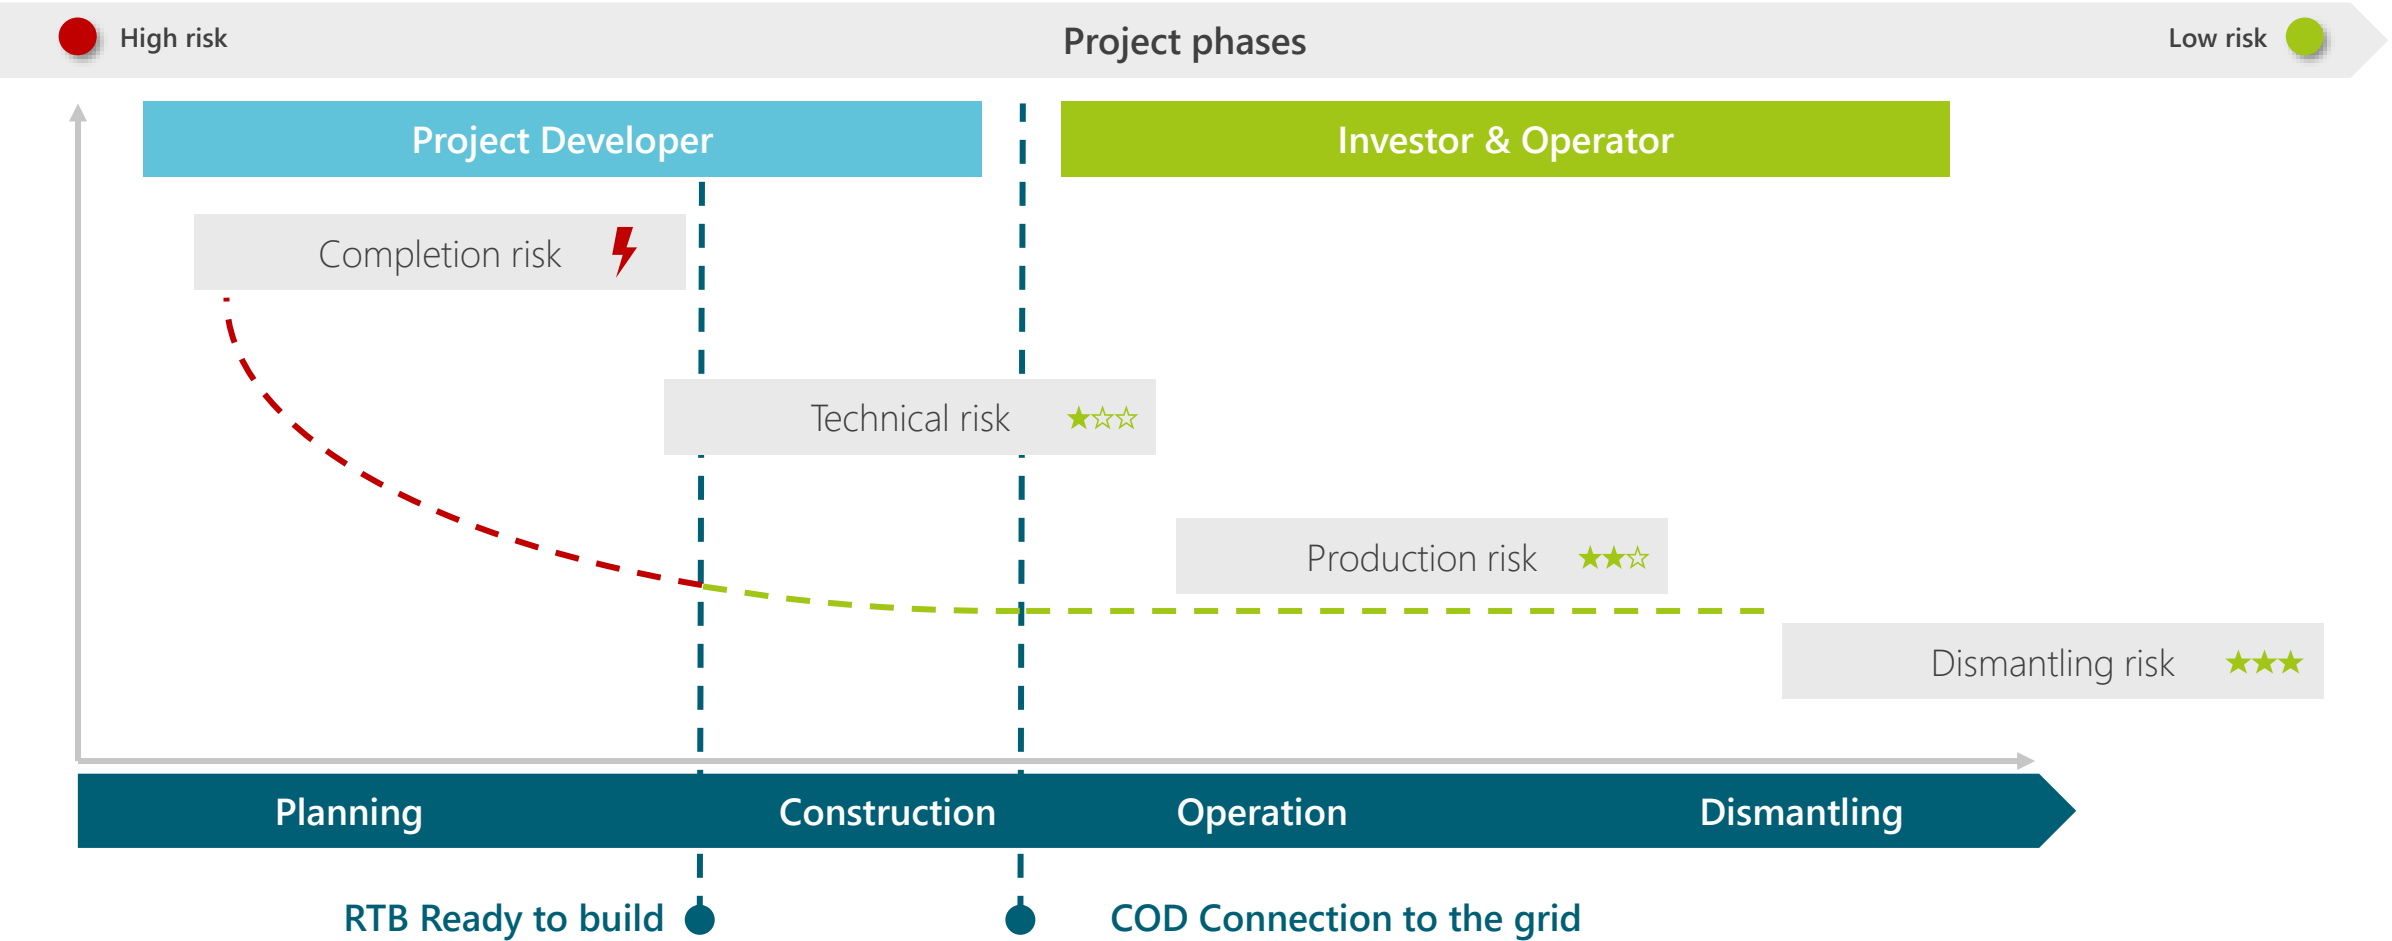 High risk
Project phases
Low risk
Project Developer
Investor & Operator
Completion risk
Technical risk
Production risk
Dismantling risk
Planning
Construction
Operation
Dismantling
RTB Ready to build
COD Connection to the grid